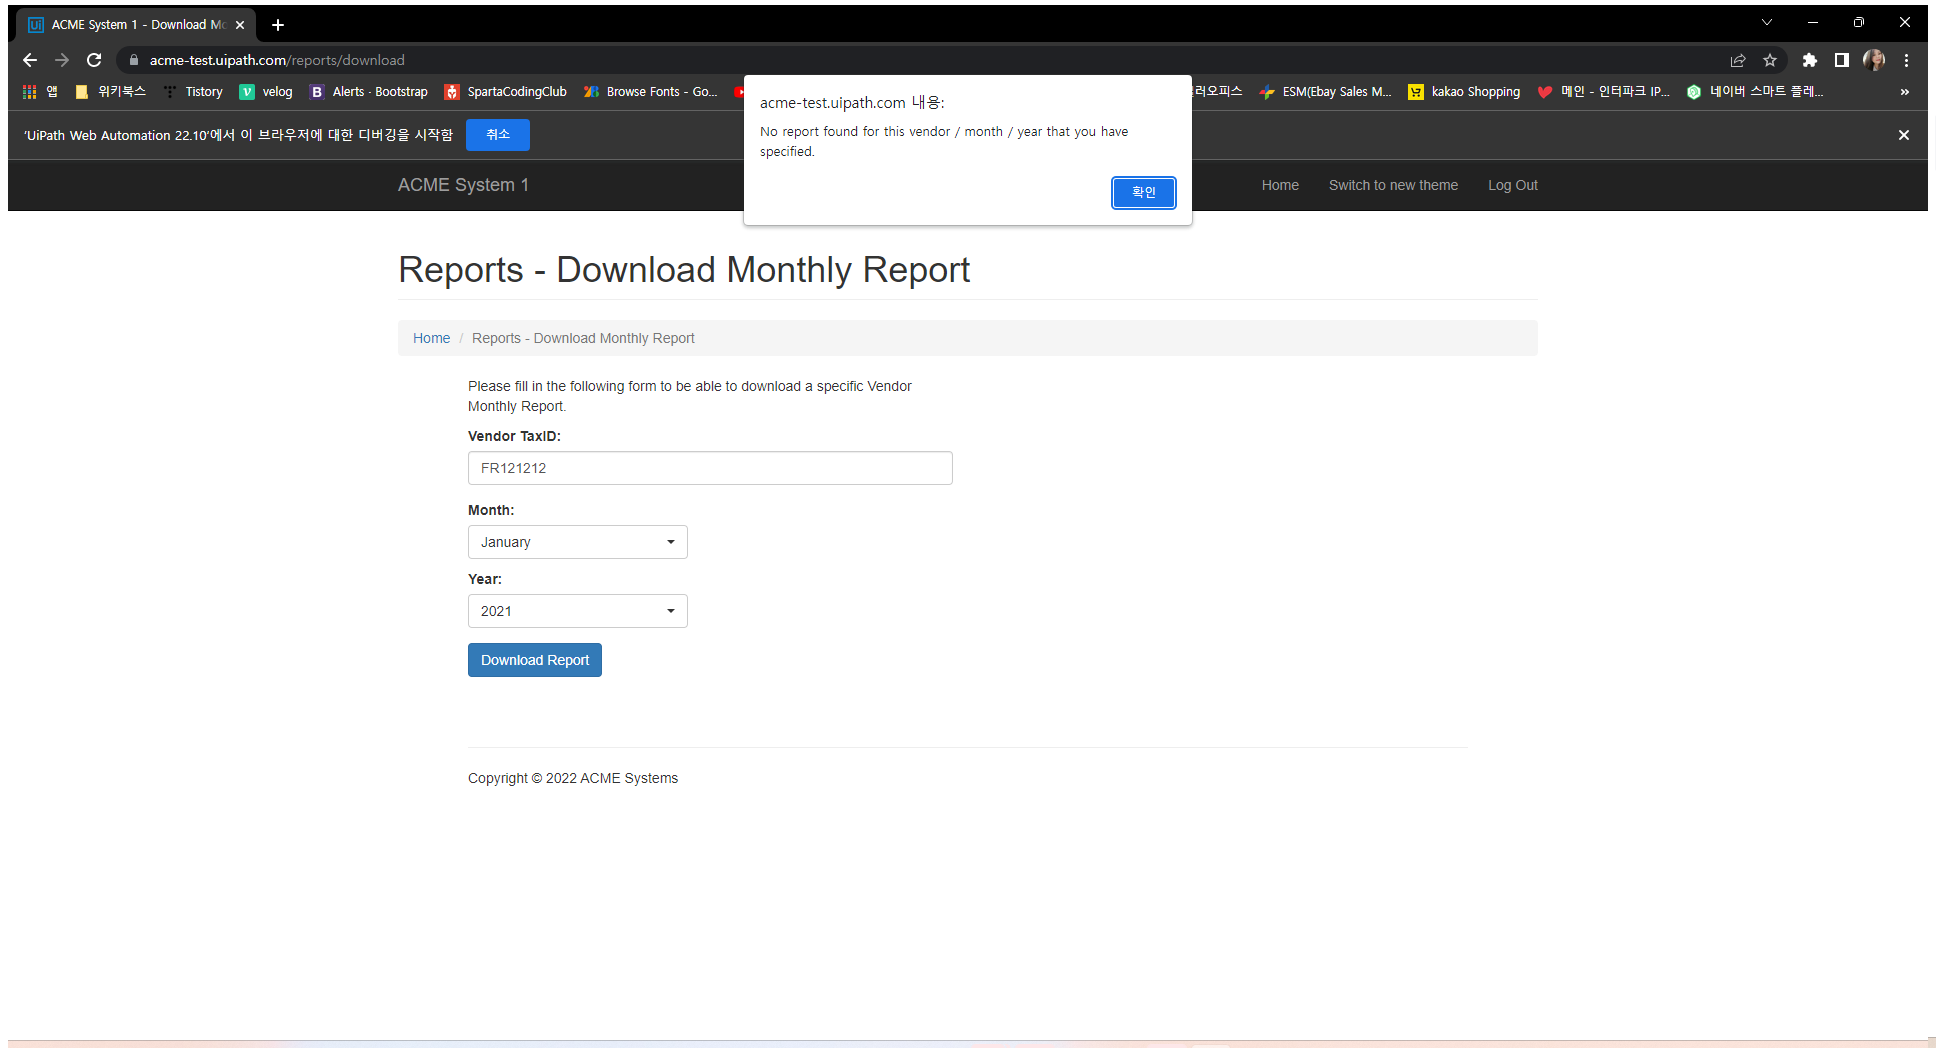 ACME System 1 - Download Mc
acme-test.uipath.com/reports/download
앱 위키북스 Tistory velog Alerts · Bootstrap SpartaCodingClub Browse Fonts - Go... 러오피스 ESM(Ebay Sales M... kakao Shopping 메인 - 인터파크 IP... 네이버 스마트 플레... »
'UiPath Web Automation 22.10'에서 이 브라우저에 대한 디버깅을 시작함 취소
acme-test.uipath.com 내용:
No report found for this vendor / month / year that you have
specified.
확인
ACME System 1 Home Switch to new theme Log Out
Reports - Download Monthly Report
Home / Reports - Download Monthly Report
Please fill in the following form to be able to download a specific Vendor
Monthly Report.
Vendor TaxID:
FR121212
Month:
January
Year:
2021
Download Report
Copyright © 2022 ACME Systems